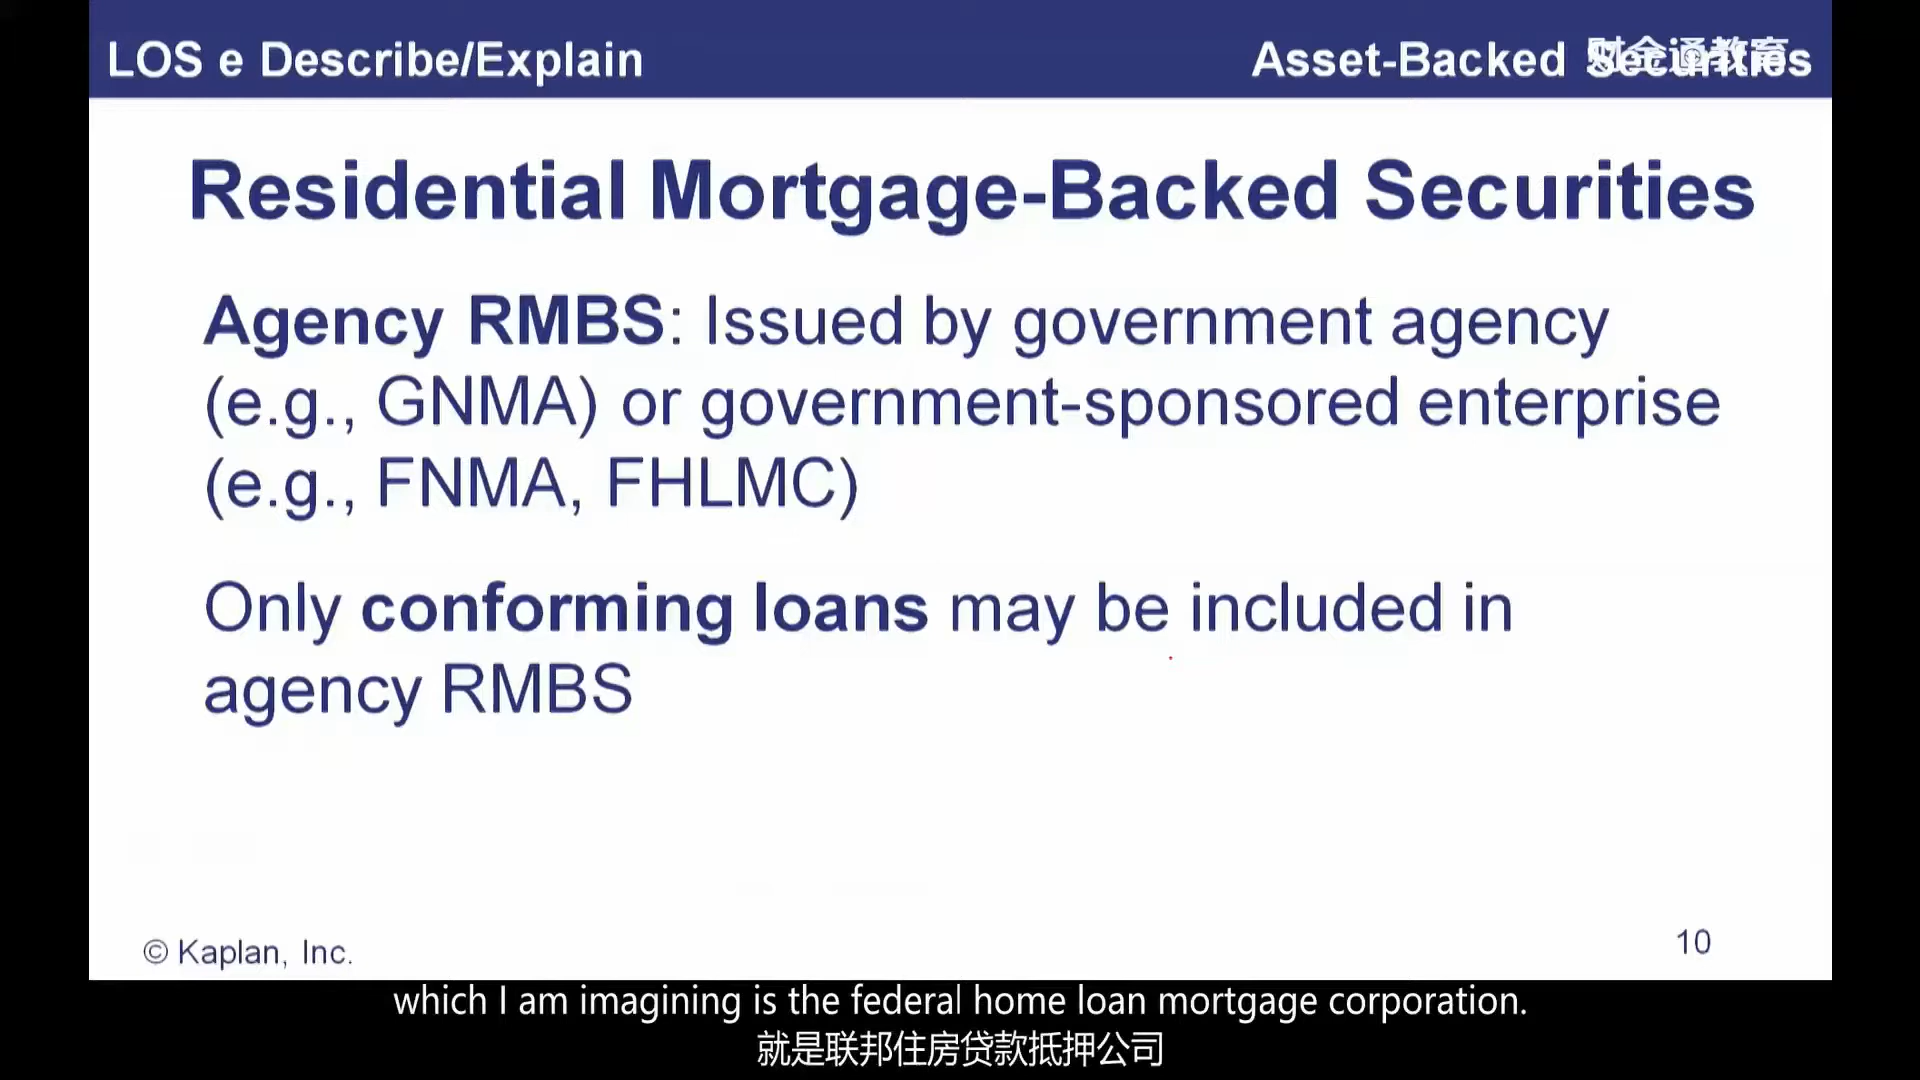 LOS e Describe/Explain
Asset-Backed Securities
财金通教育
Residential Mortgage-Backed Securities
Agency RMBS: Issued by government agency
(e.g., GNMA) or government-sponsored enterprise
(e.g., FNMA, FHLMC)
Only conforming loans may be included in
agency RMBS
© Kaplan, Inc.
10
which I am imagining is the federal home loan mortgage corporation.
就是联邦住房贷款抵押公司